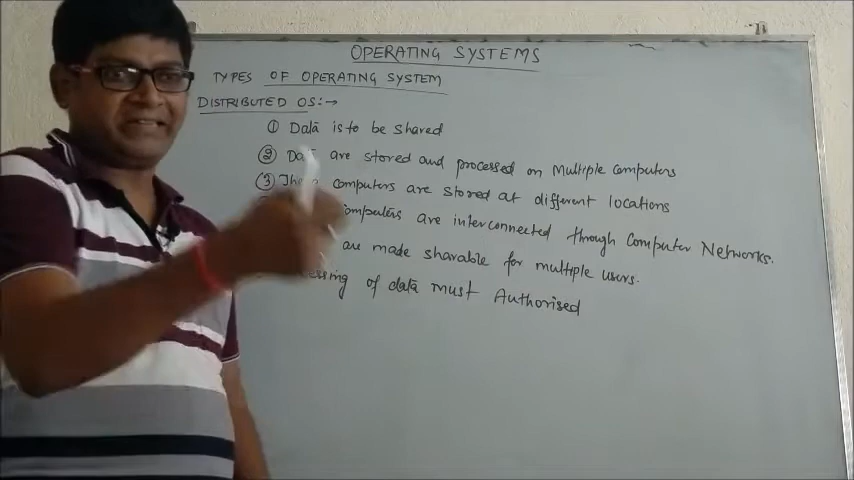 OPERATING SYSTEMS
TYPES OF OPERATING SYSTEM
DISTRIBUTED OS:→
① Data is to be shared
② Data are stored and processed on Multiple Computers
③ computers are stored at different locations
computers are interconnected through Computer Networks.
are made sharable for multiple users.
of data must Authorised